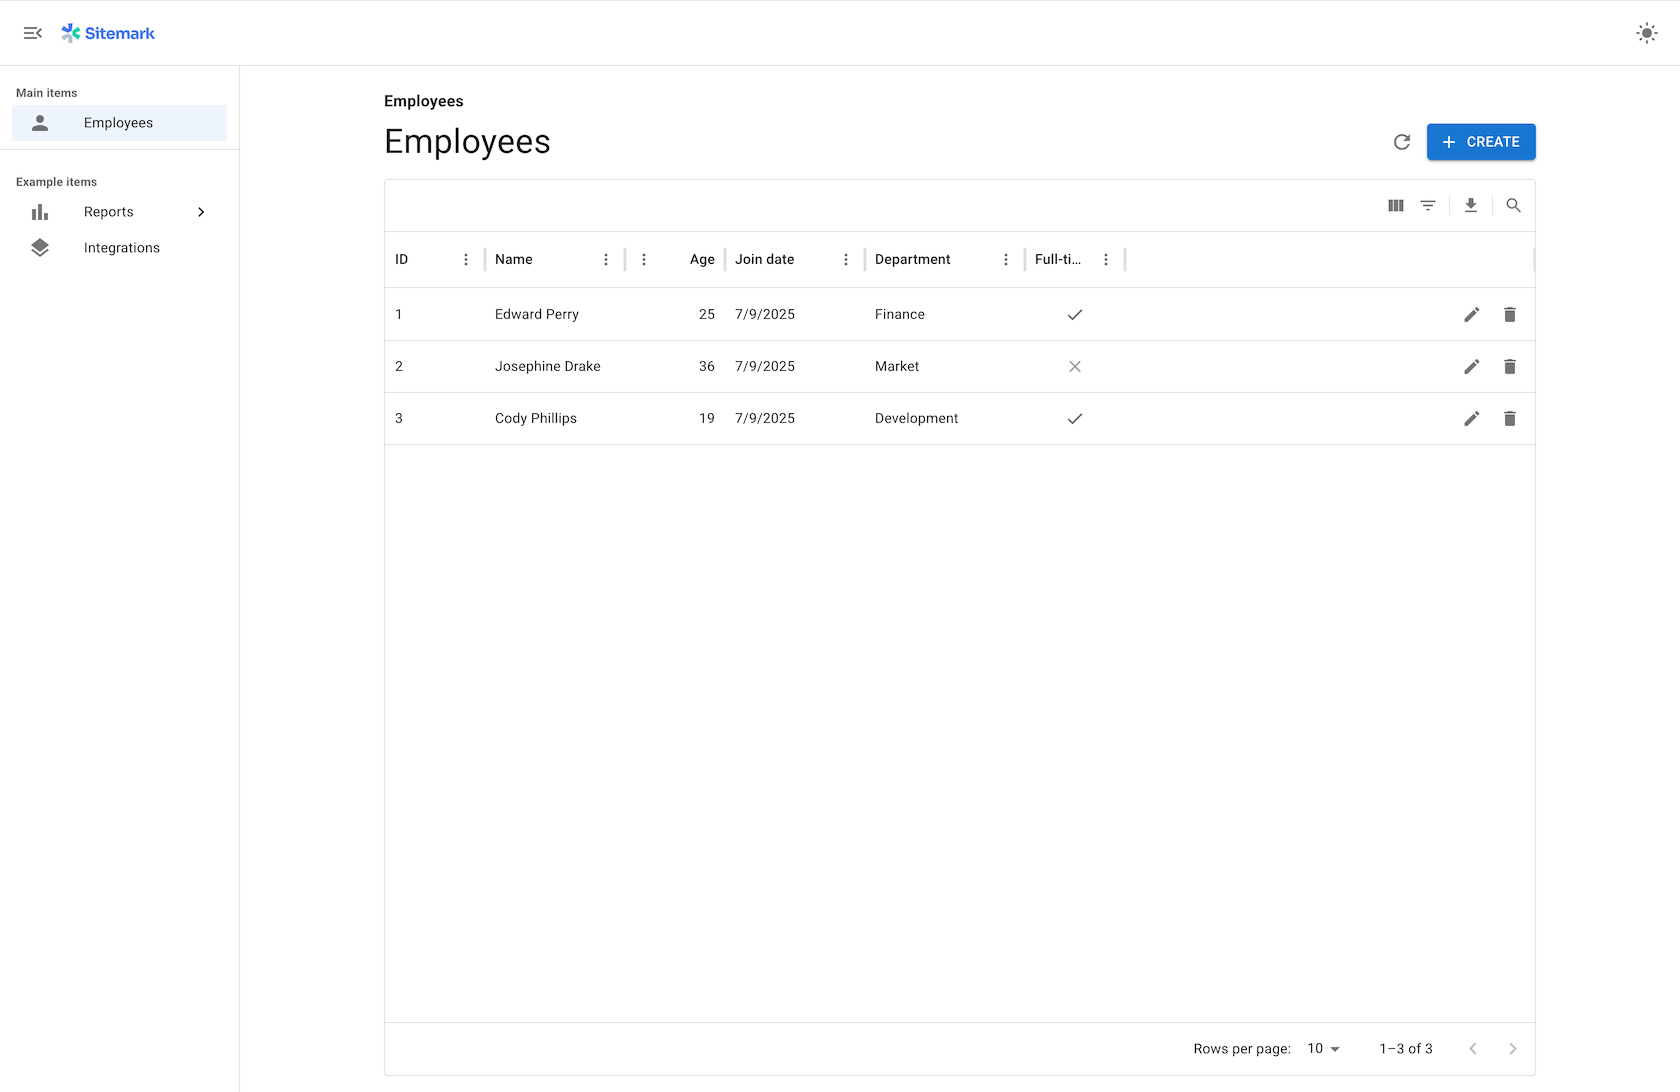 Sitemark
Main items
Employees
Example items
Reports
Integrations
Employees
Employees
CREATE
ID Name Age Join date Department Full-ti...
1 Edward Perry 25 7/9/2025 Finance
2 Josephine Drake 36 7/9/2025 Market
3 Cody Phillips 19 7/9/2025 Development
Rows per page: 10 1–3 of 3